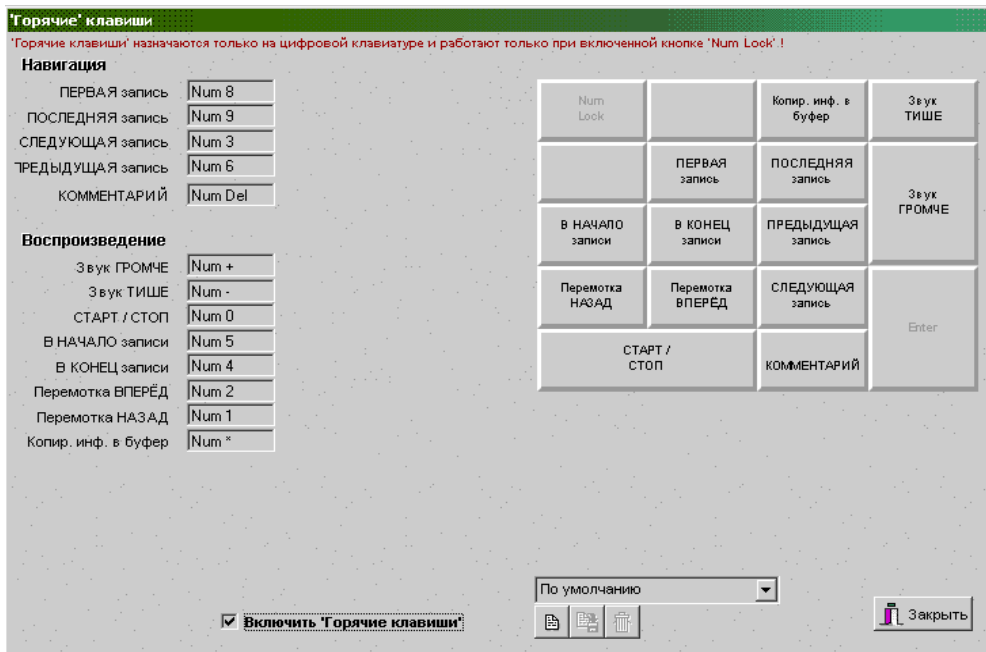 'Горячие' клавиши
'Горячие клавиши' назначаются только на цифровой клавиатуре и работают только при включенной кнопке 'Num Lock' !
Навигация
ПЕРВАЯ запись Num 8
ПОСЛЕДНЯЯ запись Num 9
СЛЕДУЮЩАЯ запись Num 3
ПРЕДЫДУЩАЯ запись Num 6
КОММЕНТАРИЙ Num Del
Воспроизведение
Звук ГРОМЧЕ Num +
Звук ТИШЕ Num -
СТАРТ / СТОП Num 0
В НАЧАЛО записи Num 5
В КОНЕЦ записи Num 4
Перемотка ВПЕРЁД Num 2
Перемотка НАЗАД Num 1
Копир. инф. в буфер Num *
Num
Lock
Копир. инф. в
буфер
Звук
ТИШЕ
ПЕРВАЯ
запись
ПОСЛЕДНЯЯ
запись
Звук
ГРОМЧЕ
В НАЧАЛО
записи
В КОНЕЦ
записи
ПРЕДЫДУЩАЯ
запись
Перемотка
НАЗАД
Перемотка
ВПЕРЁД
СЛЕДУЮЩАЯ
запись
Enter
СТАРТ /
СТОП
КОММЕНТАРИЙ
По умолчанию
Включить 'Горячие клавиши'
Закрыть